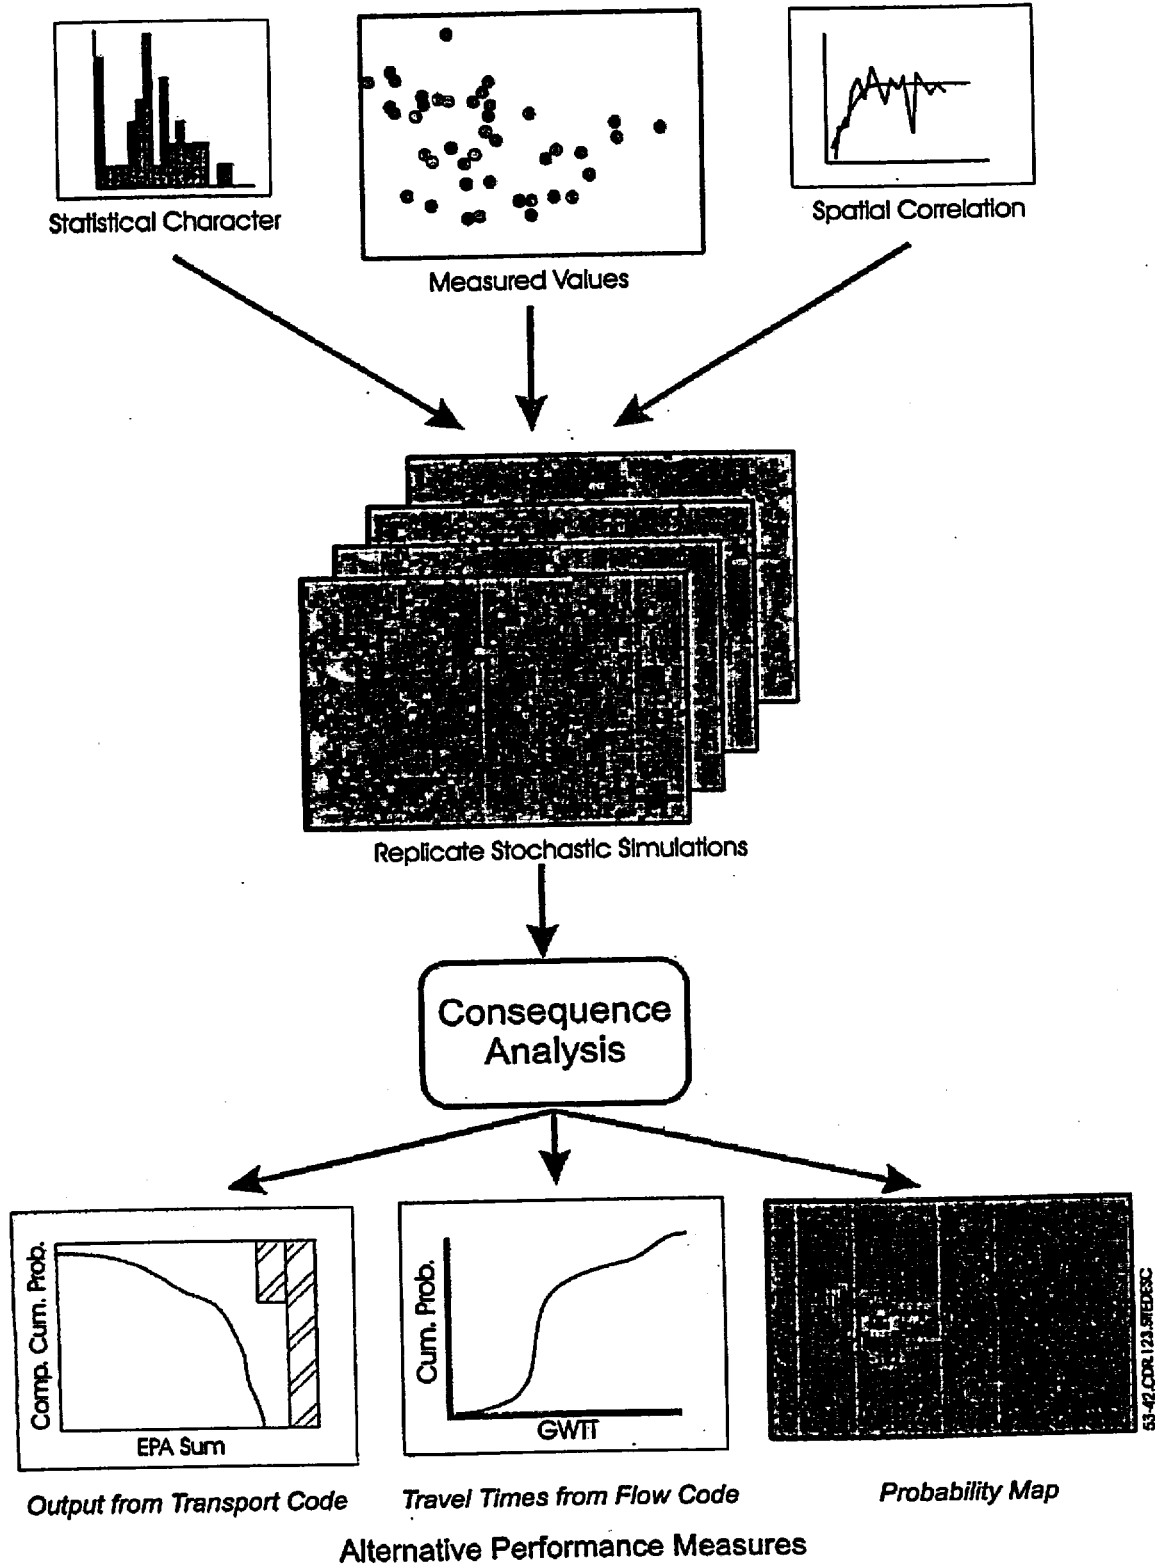 Statistical Character
Measured Values
Spatial Correlation
Replicate Stochastic Simulations
Consequence
Analysis
Comp. Cum. Prob.
EPA Sum
Cum. Prob.
GWTT
53-42.CDR.123.SITEDESC
Output from Transport Code
Travel Times from Flow Code
Probability Map
Alternative Performance Measures